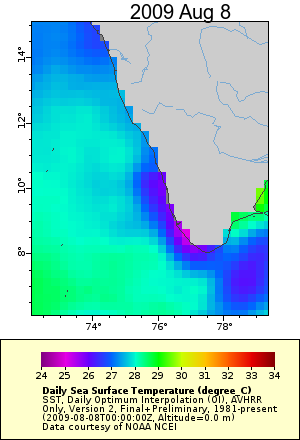 2009 Aug 8
14°
12°
10°
8°
74° 76° 78°
24 25 26 27 28 29 30 31 31 32 33 34
Daily Sea Surface Temperature (degree_C)
SST, Daily Optimum Interpolation (OI), AVHRR
Only, Version 2, Final+Preliminary, 1981-present
(2009-08-08T00:00:00Z, Altitude=0.0 m)
Data courtesy of NOAA NCEI